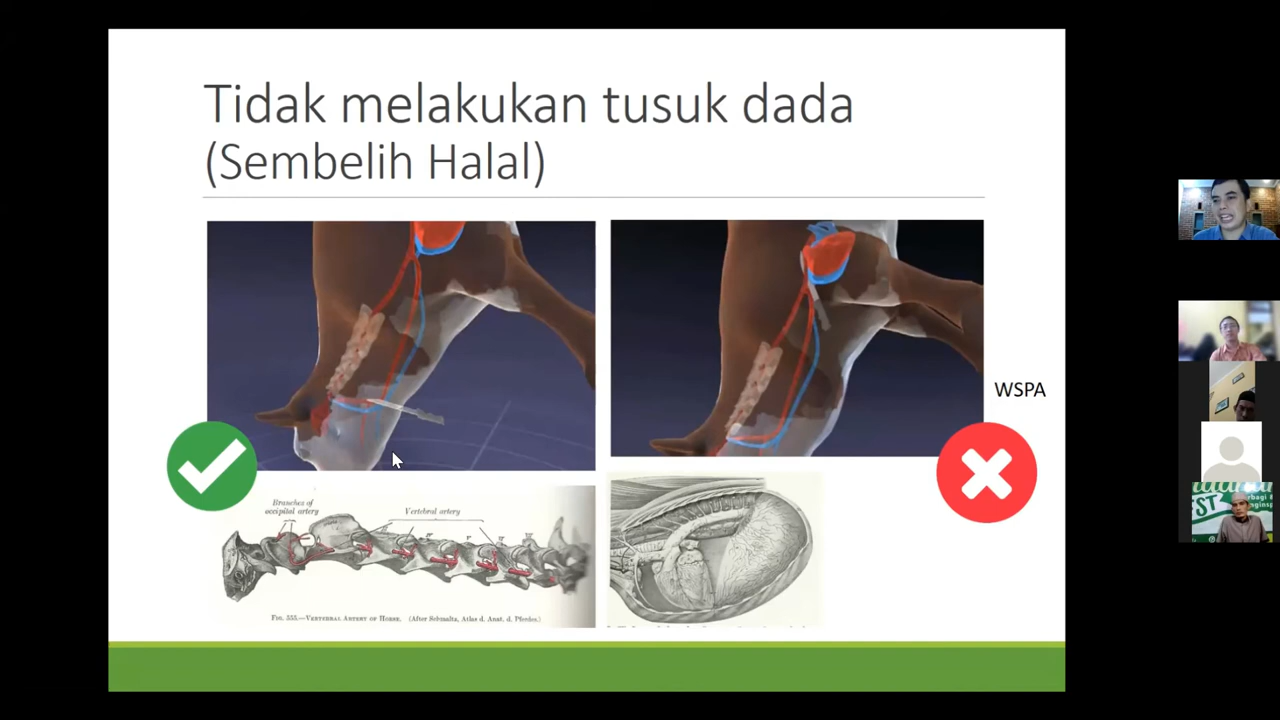 Tidak melakukan tusuk dada
(Sembelih Halal)
WSPA
Branches of
occipital artery
Vertebral artery
FIG. 555.—VERTEBRAL ARTERY OF HORSE. (After Schmaltz, Atlas d. Anat. d. Pferdes.)
ST